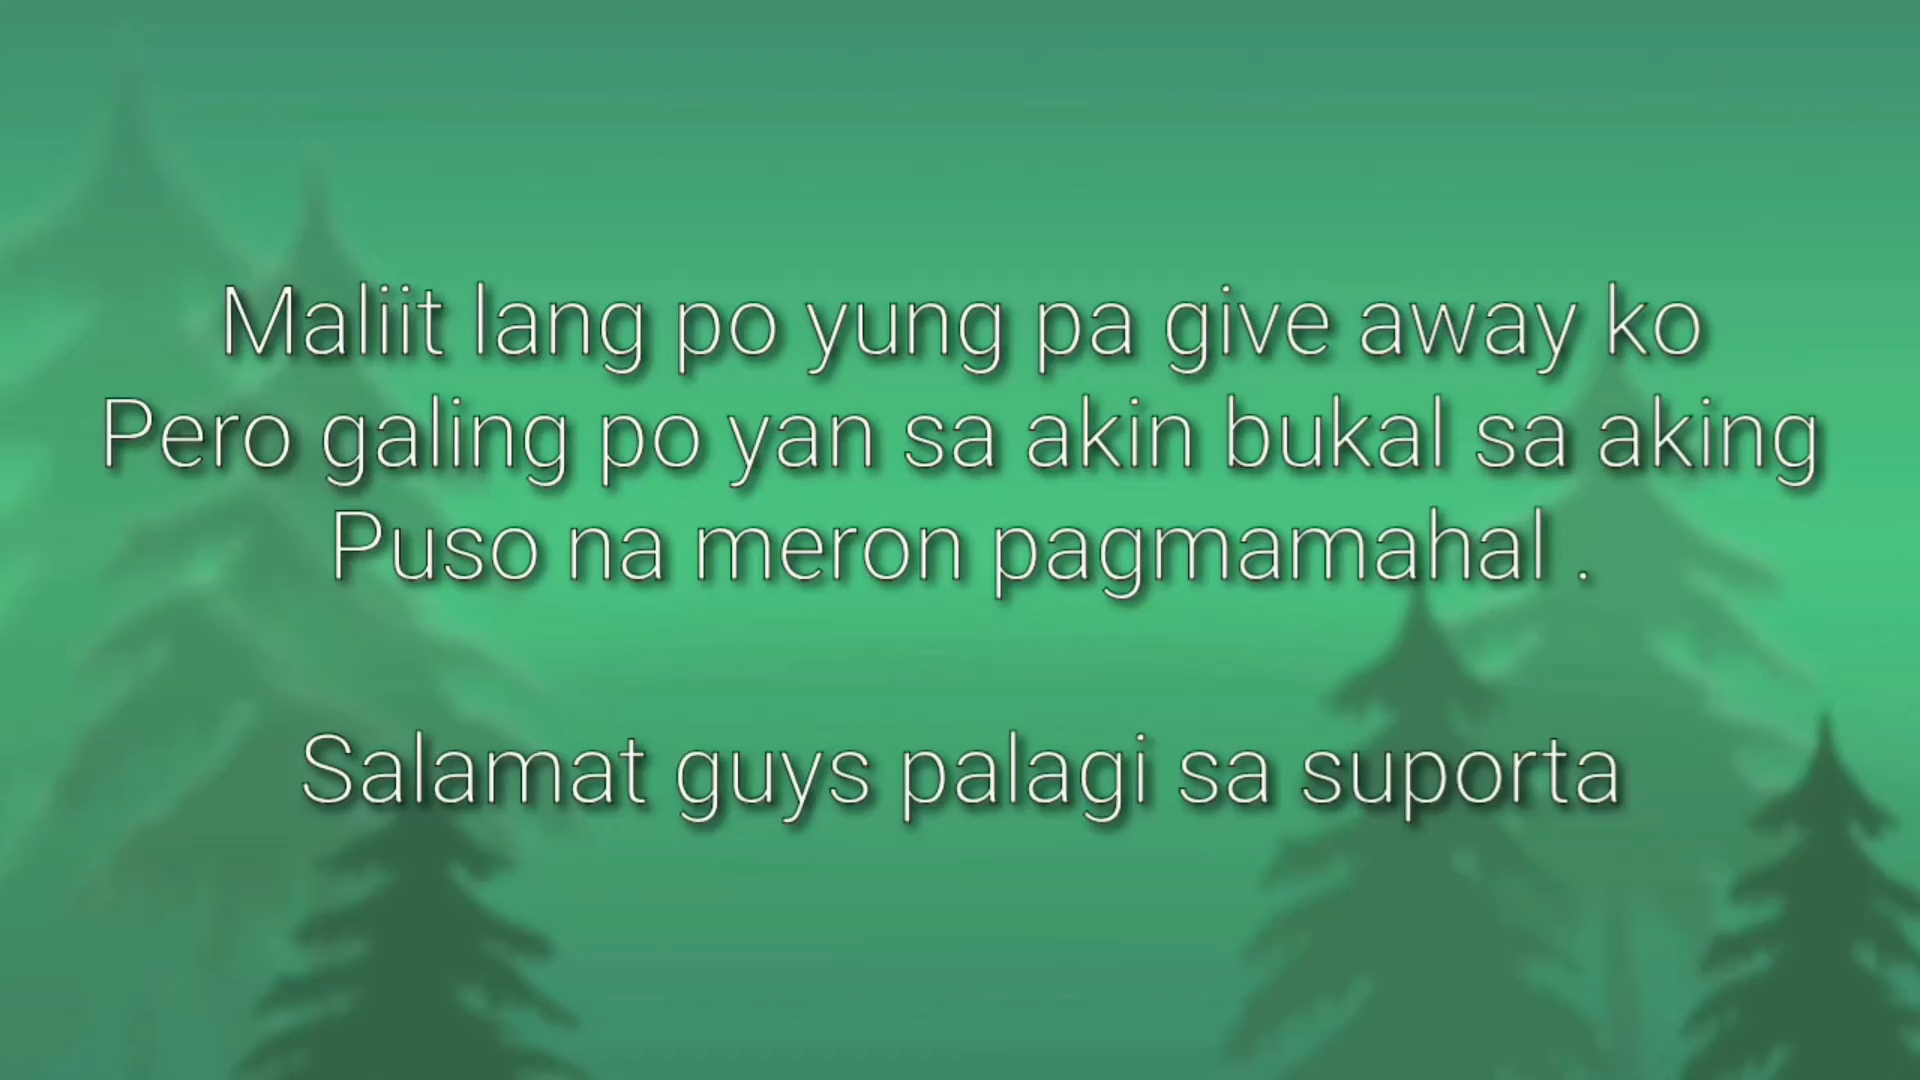 Maliit lang po yung pa give away ko
Pero galing po yan sa akin bukal sa aking
Puso na meron pagmamahal .
Salamat guys palagi sa suporta